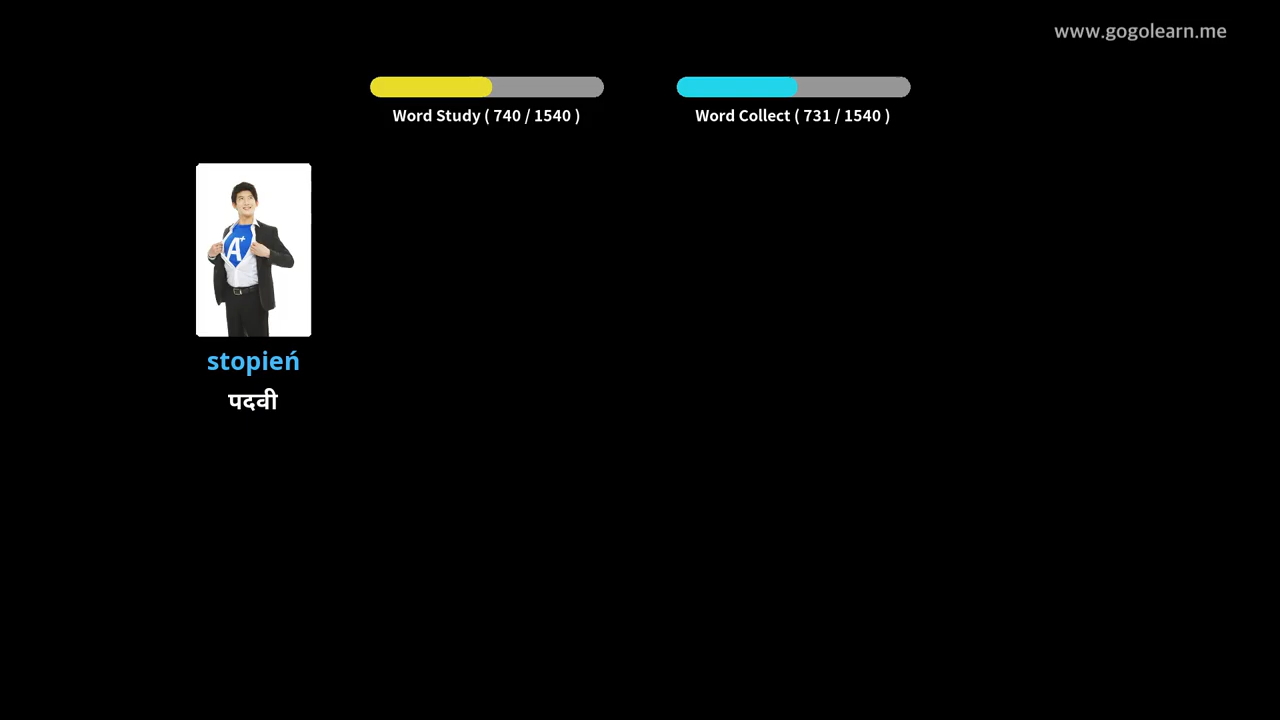 www.gogolearn.me
Word Study ( 740 / 1540 )
Word Collect ( 731 / 1540 )
A+
stopień
पदवी